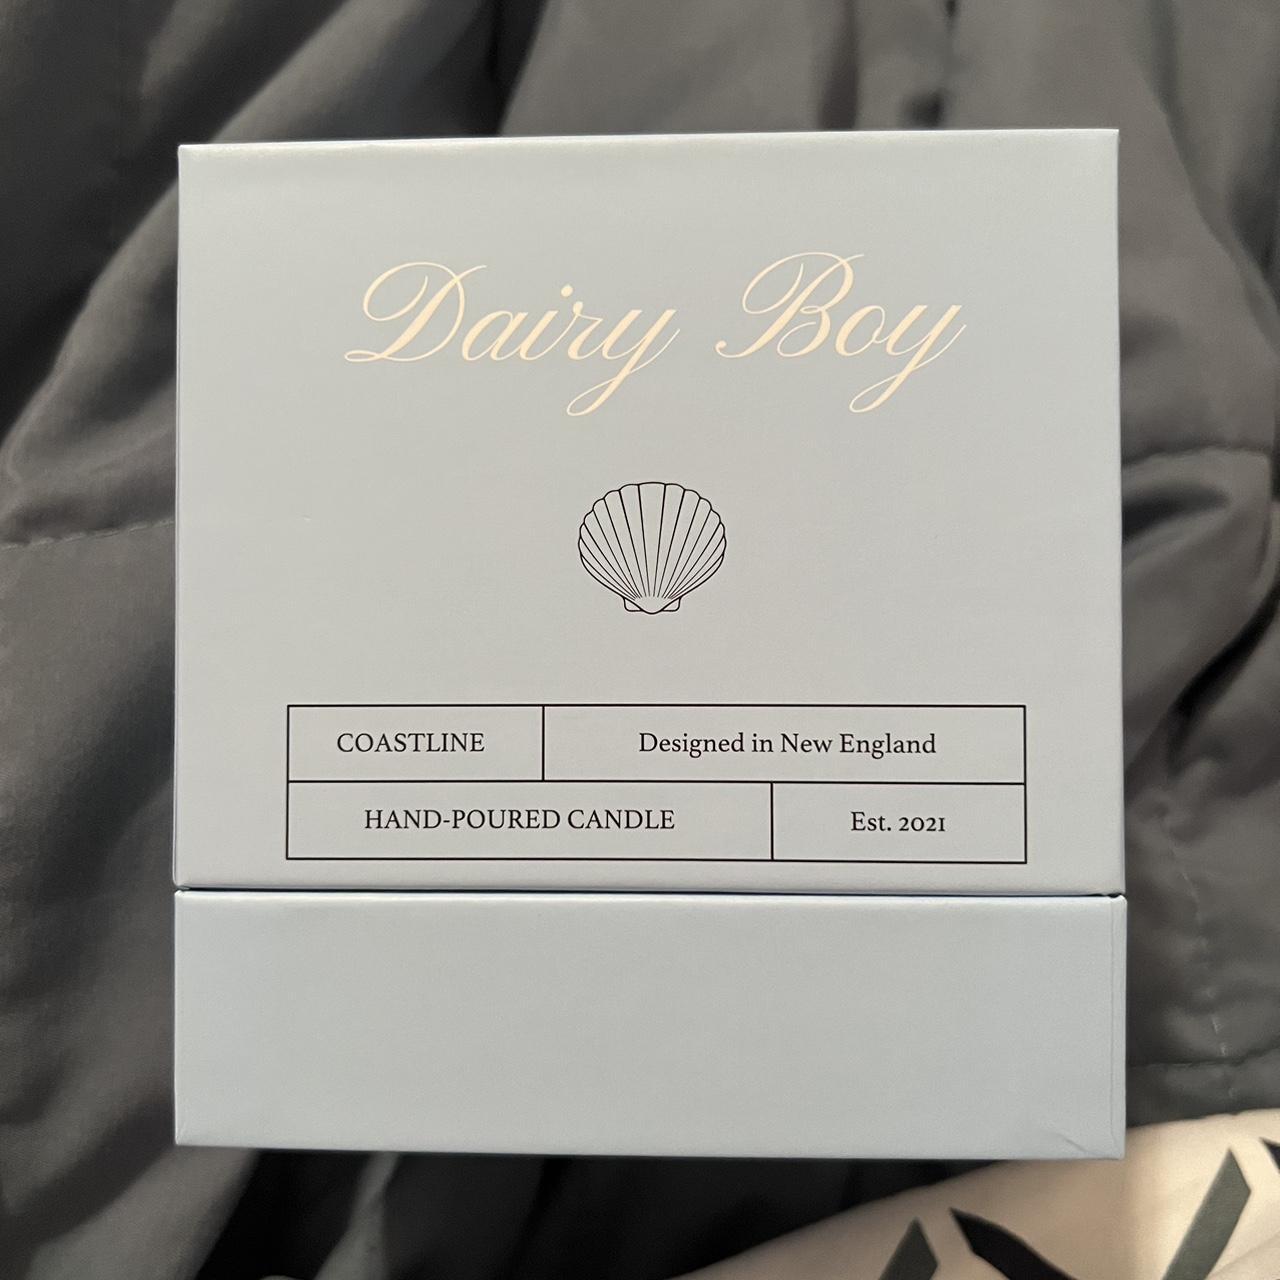 Dairy Boy
COASTLINE
Designed in New England
HAND-POURED CANDLE
Est. 2021